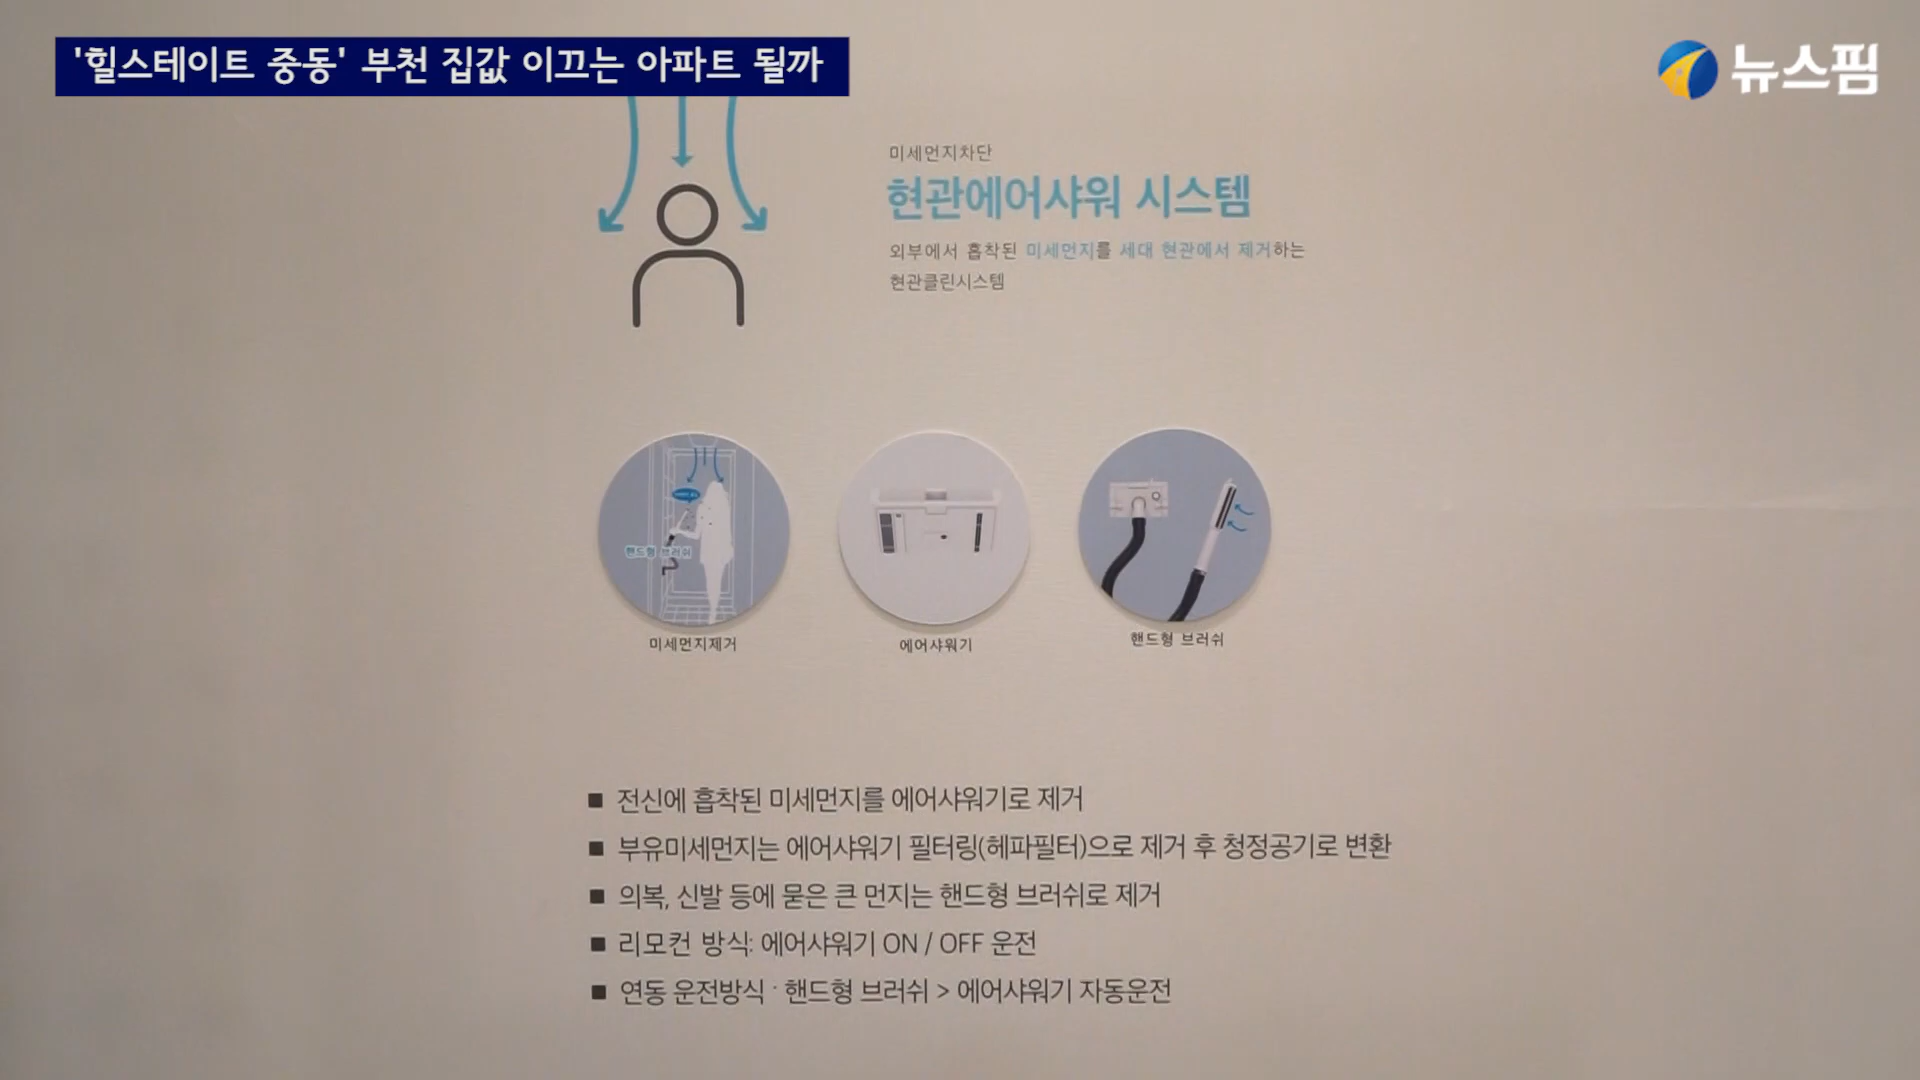 '힐스테이트 중동' 부천 집값 이끄는 아파트 될까
뉴스핌
미세먼지차단
현관에어샤워 시스템
외부에서 흡착된 미세먼지를 세대 현관에서 제거하는
현관클린시스템
핸드형 브러쉬
미세먼지제거
에어샤워기
핸드형 브러쉬
■ 전신에 흡착된 미세먼지를 에어샤워기로 제거
■ 부유미세먼지는 에어샤워기 필터링(헤파필터)으로 제거 후 청정공기로 변환
■ 의복, 신발 등에 묻은 큰 먼지는 핸드형 브러쉬로 제거
■ 리모컨 방식: 에어샤워기 ON / OFF 운전
■ 연동 운전방식 : 핸드형 브러쉬 > 에어샤워기 자동운전